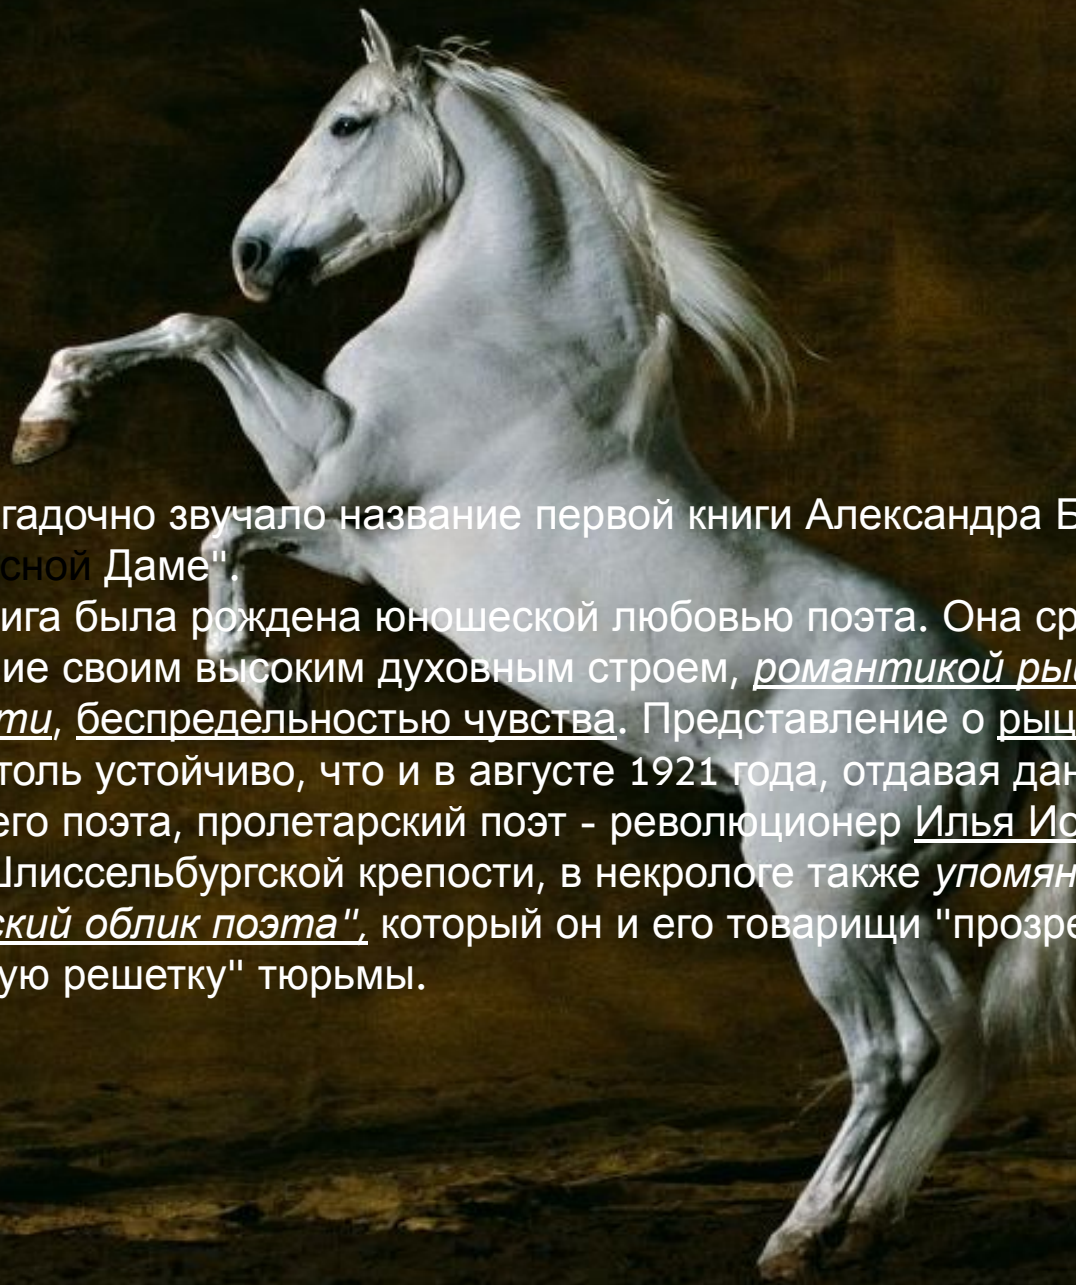 гадочно звучало название первой книги Александра Б
сной Даме".
ига была рождена юношеской любовью поэта. Она ср
ие своим высоким духовным строем, романтикой ры
ти, беспредельностью чувства. Представление о рыц
толь устойчиво, что и в августе 1921 года, отдавая дан
его поэта, пролетарский поэт - революционер Илья Ио
Шлиссельбургской крепости, в некрологе также упомян
ский облик поэта", который он и его товарищи "прозре
ую решетку" тюрьмы.